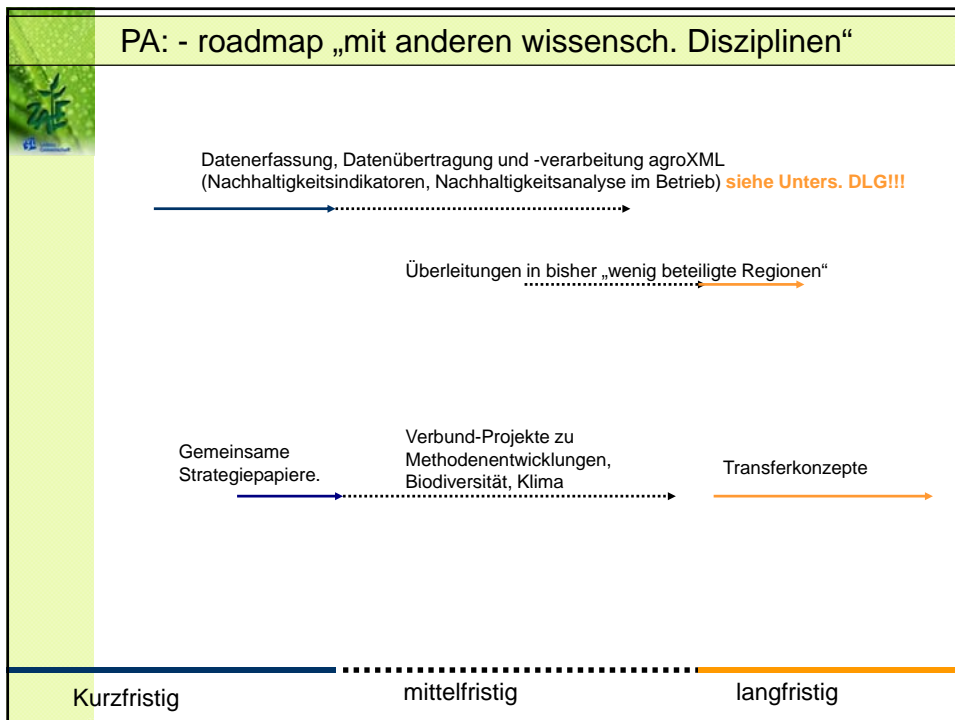 PA: - roadmap „mit anderen wissensch. Disziplinen“
Datenerfassung, Datenübertragung und -verarbeitung agroXML
(Nachhaltigkeitsindikatoren, Nachhaltigkeitsanalyse im Betrieb) siehe Unters. DLG!!!
Überleitungen in bisher „wenig beteiligte Regionen“
Gemeinsame
Strategiepapiere.
Verbund-Projekte zu
Methodenentwicklungen,
Biodiversität, Klima
Transferkonzepte
Kurzfristig
mittelfristig
langfristig